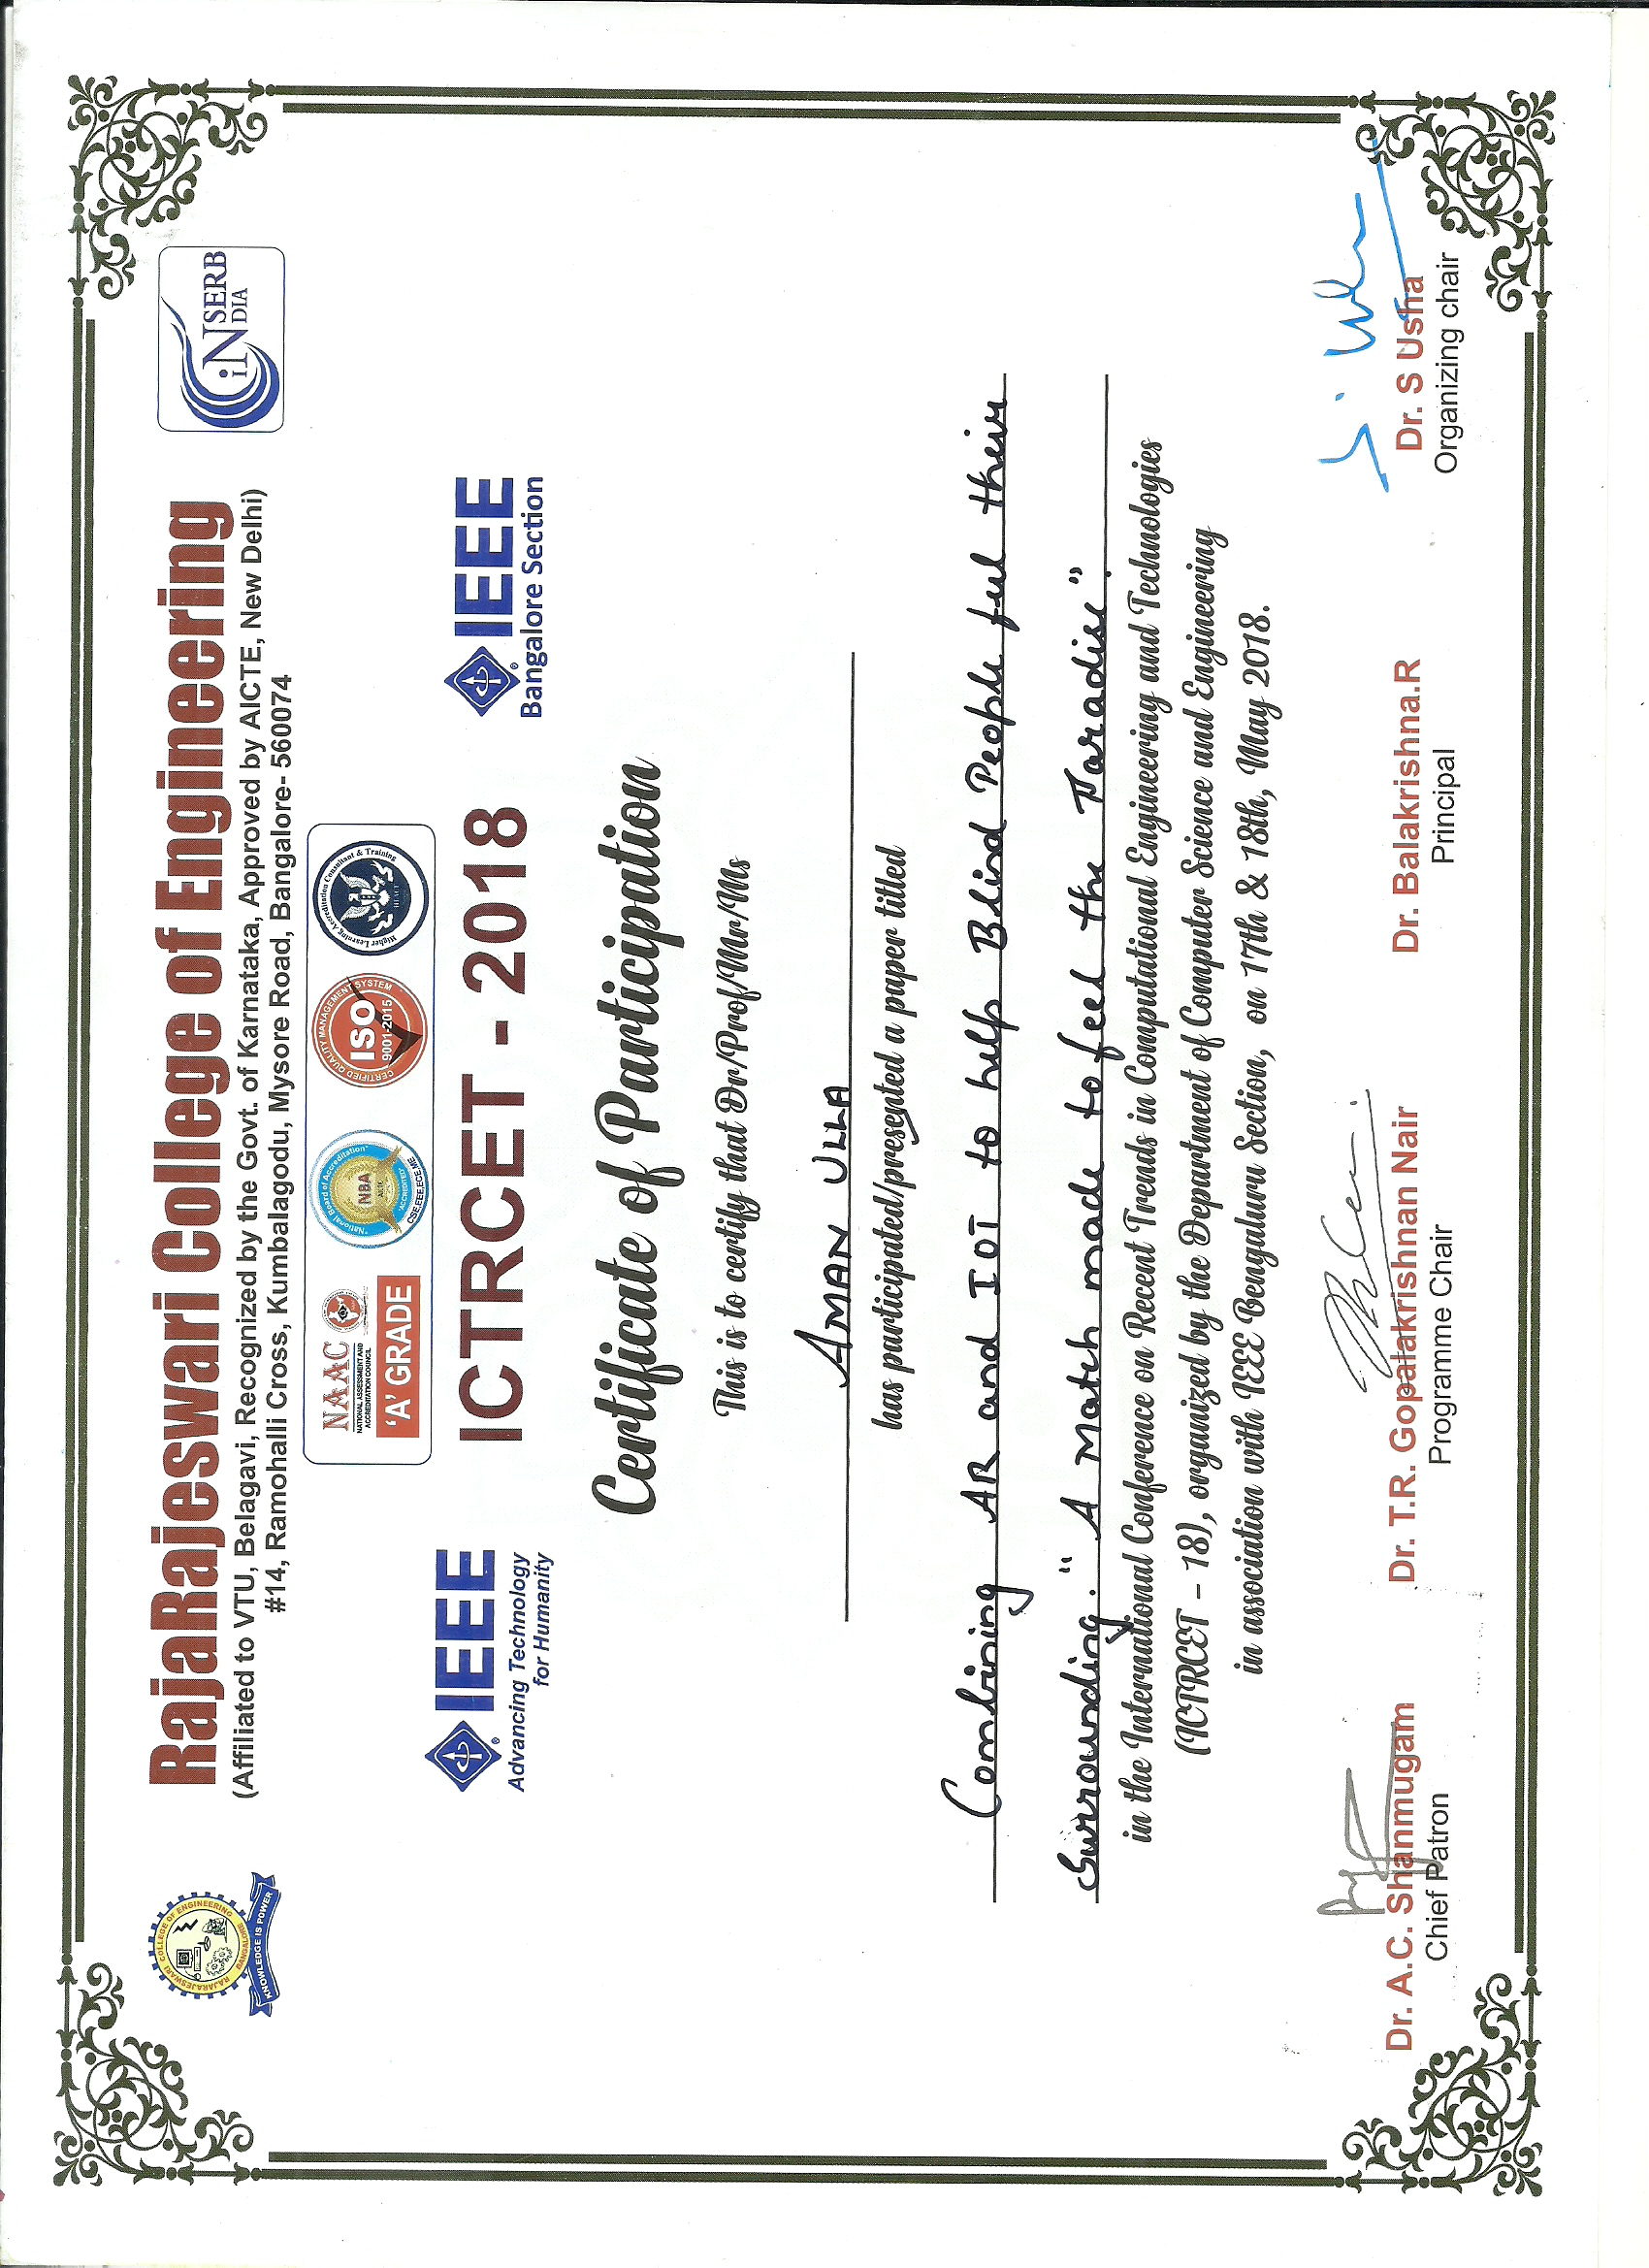 RajaRajeswari College of Engineering
(Affiliated to VTU, Belagavi, Recognized by the Govt. of Karnataka, Approved by AICTE, New Delhi)
#14, Ramohalli Cross, Kumbalagodu, Mysore Road, Bangalore- 560074
RAJARAJESWARI COLLEGE OF ENGINEERING
BANGALORE
KNOWLEDGE IS POWER
SERB
iNDIA
NAAC
NATIONAL ASSESSMENT AND
ACCREDITATION COUNCIL
'A' GRADE
National Board of Accreditation
NBA
AICTE
"ACCREDITED"
CSE,EEE,ECE,ME
CERTIFIED QUALITY MANAGEMENT SYSTEM
ISO
9001-2015
Higher Learning Accreditation Consultant & Training
HLACT
IEEE
Advancing Technology
for Humanity
ICTRCET - 2018
IEEE
Bangalore Section
Certificate of Participation
This is to certify that Dr/Prof/Mr/Ms
AMAN ULLA
has participated/presented a paper titled
Combining AR and IOT to help Blind People feel their
Surrounding. " A Match made to feel the Paradise".
in the International Conference on Recent Trends in Computational Engineering and Technologies
(ICTRCET - 18), organized by the Department of Computer Science and Engineering
in association with IEEE Bengaluru Section, on 17th & 18th, May 2018.
Dr. A.C. Shanmugam
Chief Patron
Dr. T.R. Gopalakrishnan Nair
Programme Chair
Dr. Balakrishna.R
Principal
Dr. S Usha
Organizing chair